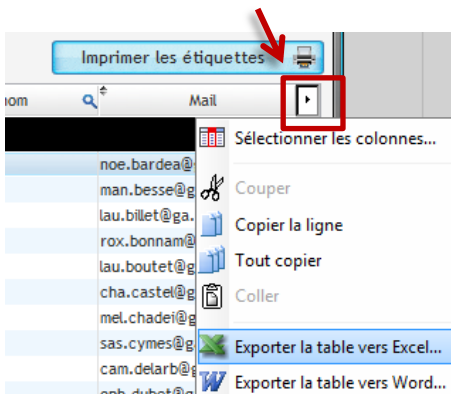 Imprimer les étiquettes
nom
Mail
Sélectionner les colonnes...
noe.bardea@
man.besse@g
Couper
lau.billet@ga.
Copier la ligne
rox.bonnam@
lau.boutet@g
Tout copier
cha.castel@g
Coller
mel.chadei@g
sas.cymes@g
Exporter la table vers Excel...
cam.delarb@g
Exporter la table vers Word...